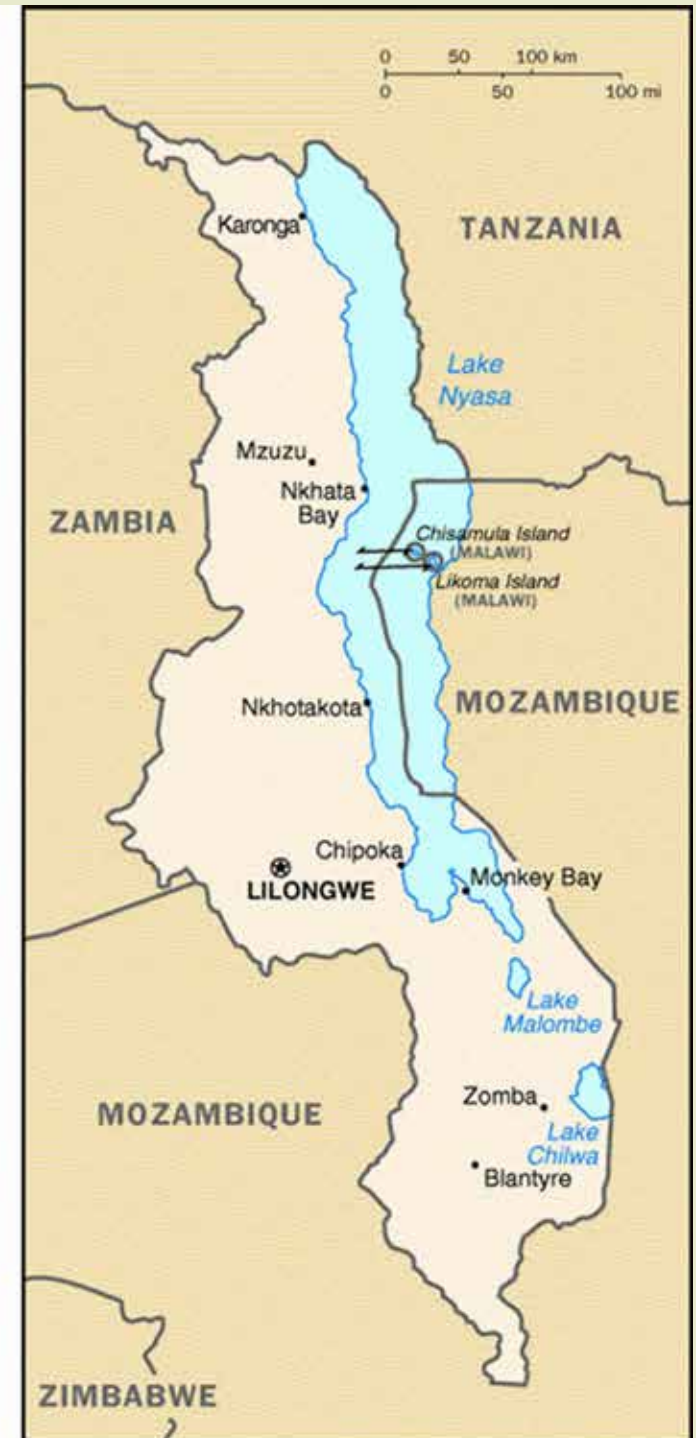 0 50 100 km
0 50 100 mi
Karonga
TANZANIA
Lake
Nyasa
Mzuzu
Nkhata
Bay
ZAMBIA
Chisamula Island
(MALAWI)
Likoma Island
(MALAWI)
Nkhotakota
MOZAMBIQUE
Chipoka
LILONGWE
Monkey Bay
Lake
Malombe
Zomba
MOZAMBIQUE
Lake
Chilwa
Blantyre
ZIMBABWE